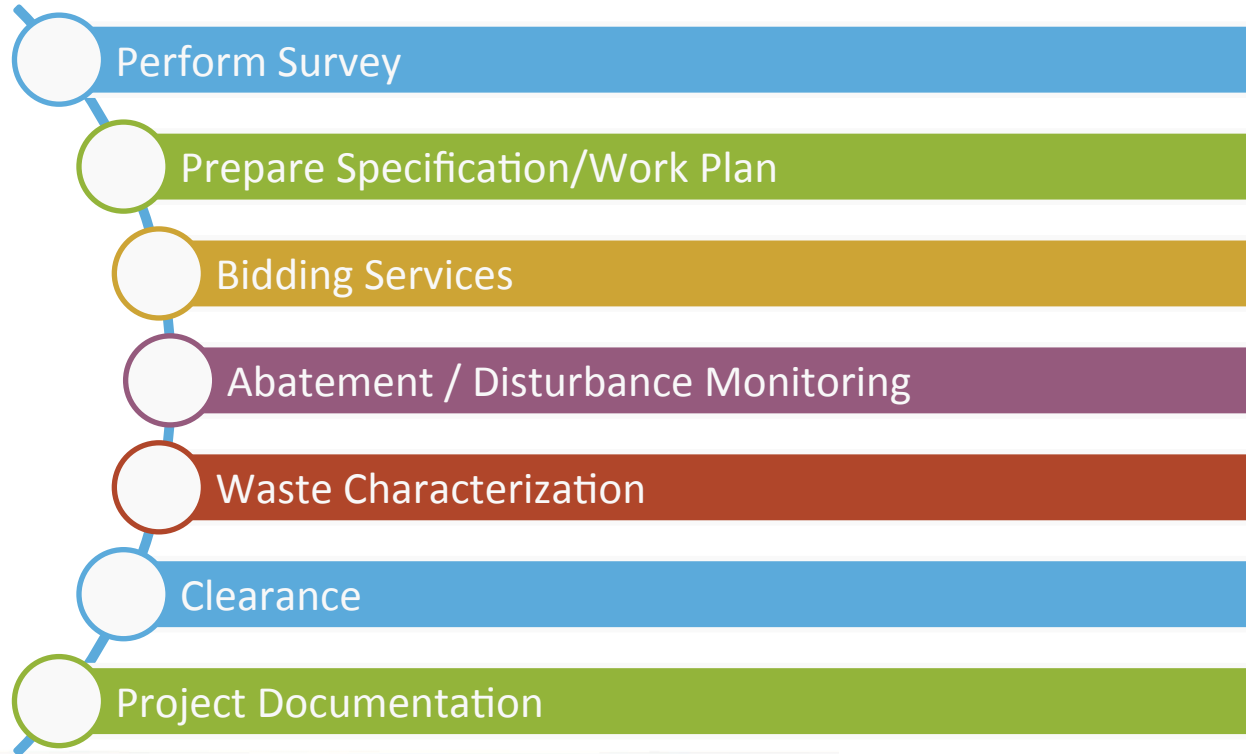 Perform Survey
Prepare Specification/Work Plan
Bidding Services
Abatement / Disturbance Monitoring
Waste Characterization
Clearance
Project Documentation